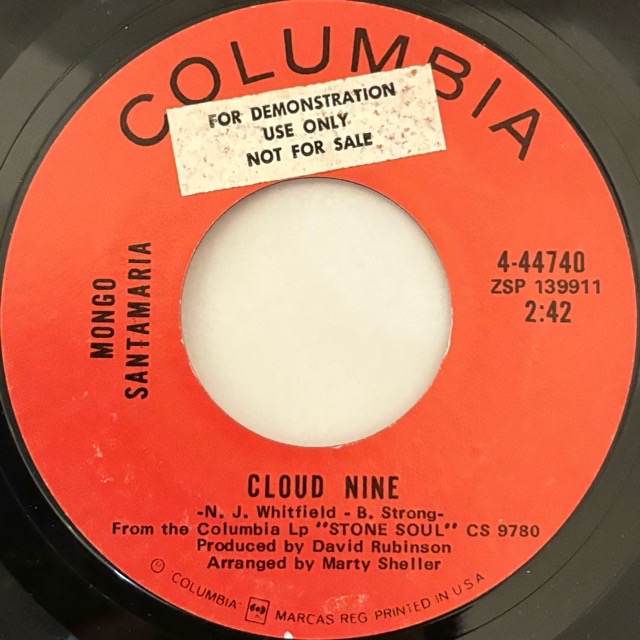 COLUMBIA
FOR DEMONSTRATION
USE ONLY
NOT FOR SALE
MONGO
SANTAMARIA
4-44740
ZSP 139911
2:42
CLOUD NINE
-N. J. Whitfield - B. Strong-
From the Columbia Lp "STONE SOUL" CS 9780
Produced by David Rubinson
Arranged by Marty Sheller
℗ "COLUMBIA" MARCAS REG PRINTED IN U S A